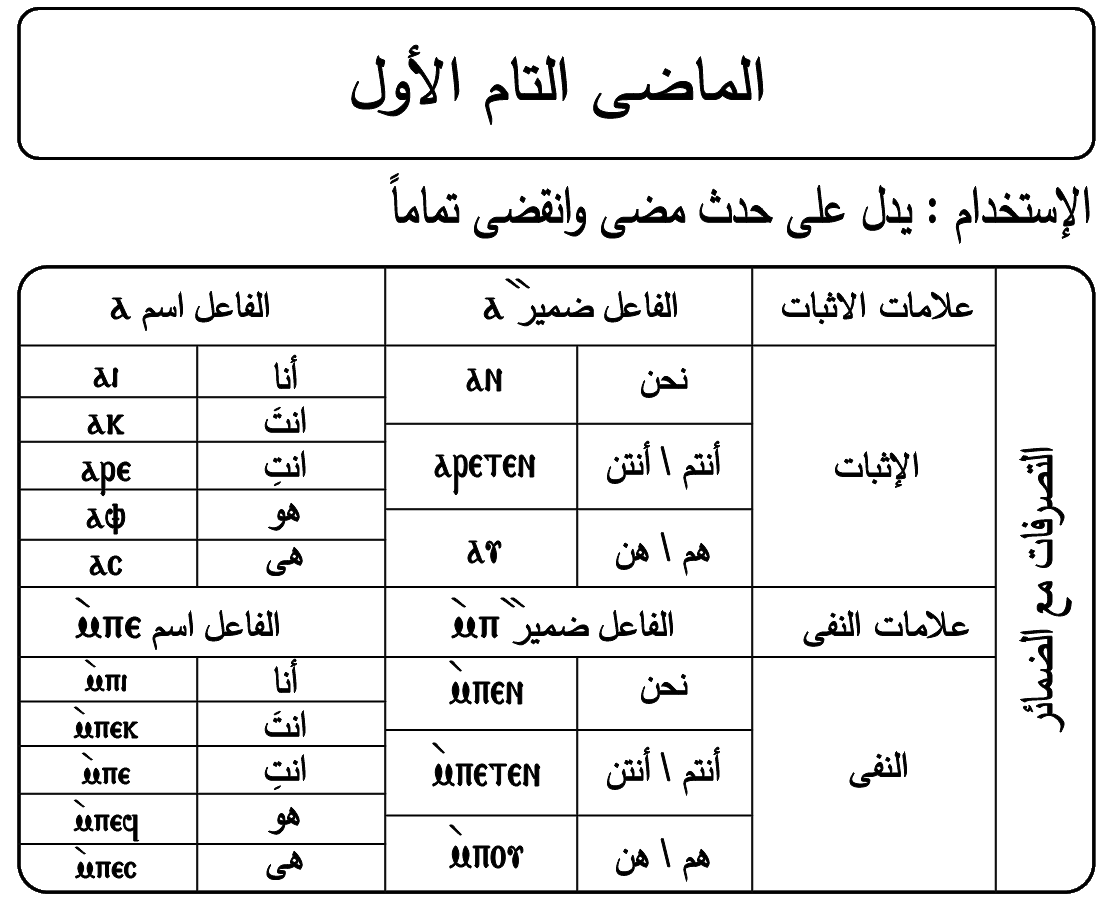 الماضى التام الأول
الإستخدام : يدل على حدث مضى وانقضى تماماً
التصرفات مع الضمائر
علامات الاثبات
الفاعل ضمير ⲁ
الفاعل اسم ⲁ
الإثبات
نحن ⲁⲛ
أنتم \ أنتن ⲁⲣⲉⲧⲉⲛ
هم \ هن ⲁⲩ
أنا ⲁⲓ
انتَ ⲁⲕ
انتِ ⲁⲣⲉ
هو ⲁⲫ
هى ⲁⲥ
علامات النفى
الفاعل ضمير ⲙ̀ⲡ
الفاعل اسم ⲙ̀ⲡⲉ
النفى
نحن ⲙ̀ⲡⲉⲛ
أنتم \ أنتن ⲙ̀ⲡⲉⲧⲉⲛ
هم \ هن ⲙ̀ⲡⲟⲩ
أنا ⲙ̀ⲡⲓ
انتَ ⲙ̀ⲡⲉⲕ
انتِ ⲙ̀ⲡⲉ
هو ⲙ̀ⲡⲉϥ
هى ⲙ̀ⲡⲉⲥ